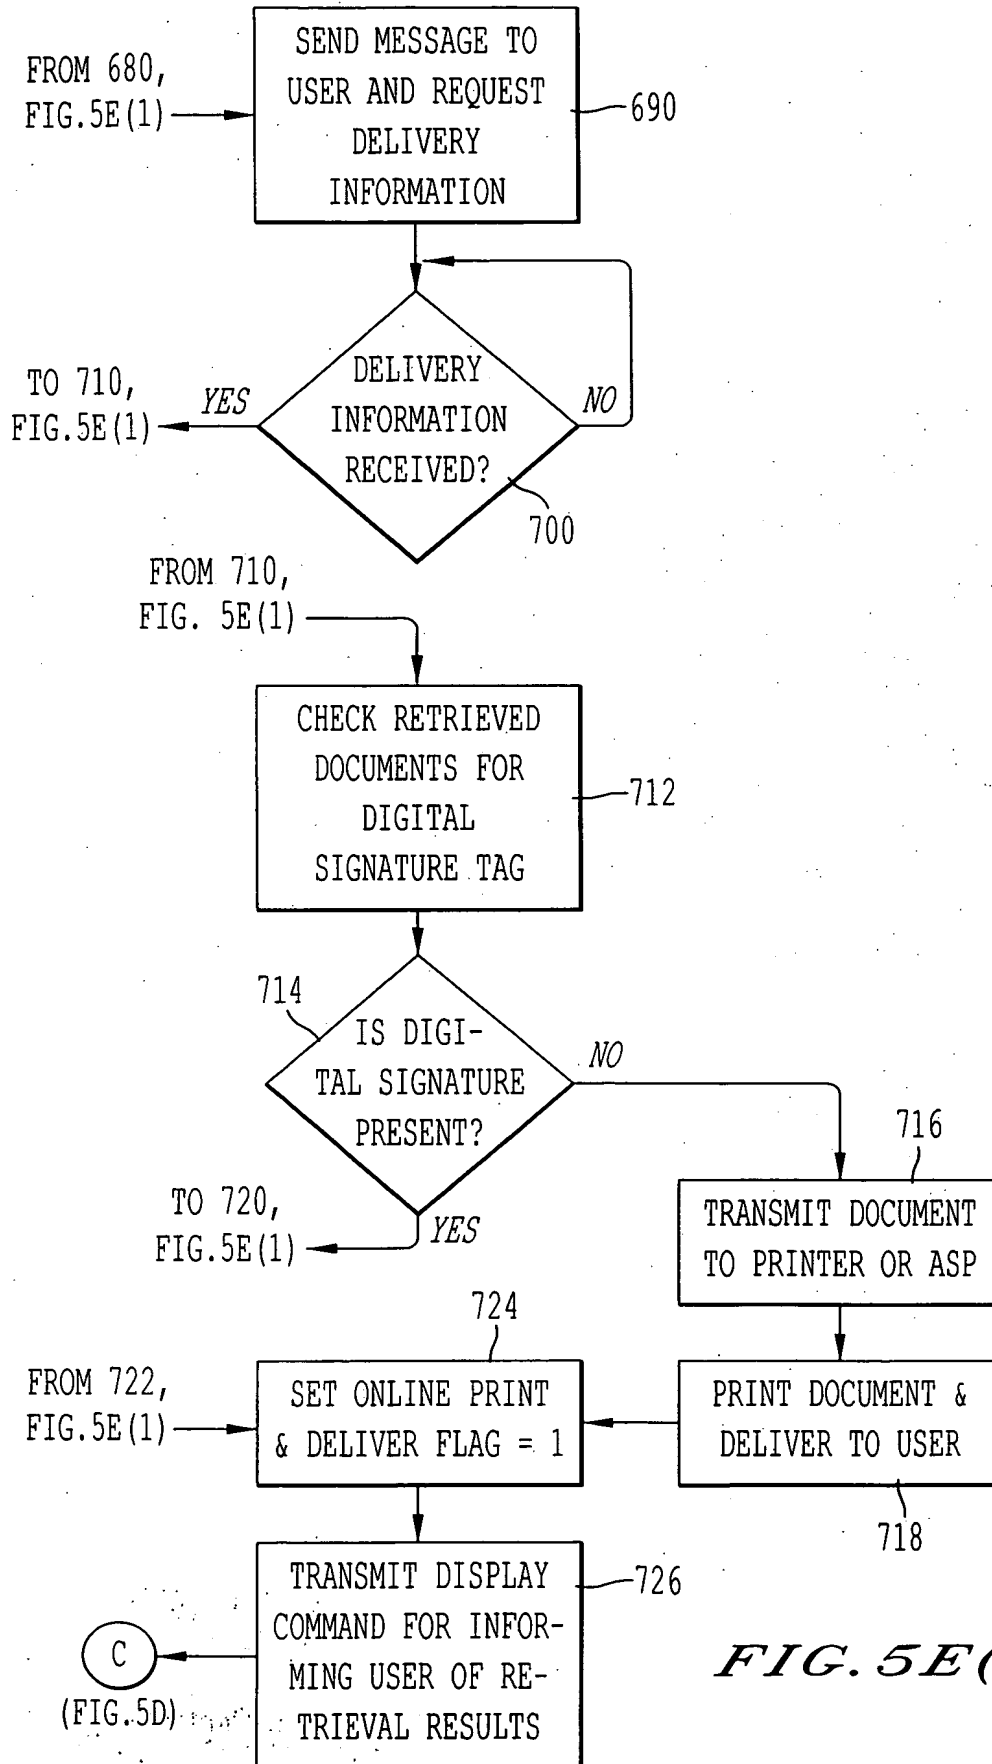 SEND MESSAGE TO
USER AND REQUEST
DELIVERY
INFORMATION
FROM 680,
FIG.5E(1)
690
DELIVERY
INFORMATION
RECEIVED?
TO 710,
FIG.5E(1)
YES
NO
700
FROM 710,
FIG. 5E(1)
CHECK RETRIEVED
DOCUMENTS FOR
DIGITAL
SIGNATURE TAG
712
714
IS DIGI-
TAL SIGNATURE
PRESENT?
NO
TO 720,
FIG.5E(1)
YES
716
TRANSMIT DOCUMENT
TO PRINTER OR ASP
724
FROM 722,
FIG.5E(1)
SET ONLINE PRINT
& DELIVER FLAG = 1
PRINT DOCUMENT &
DELIVER TO USER
718
TRANSMIT DISPLAY
COMMAND FOR INFOR-
MING USER OF RE-
TRIEVAL RESULTS
726
C
(FIG.5D)
FIG.5E(